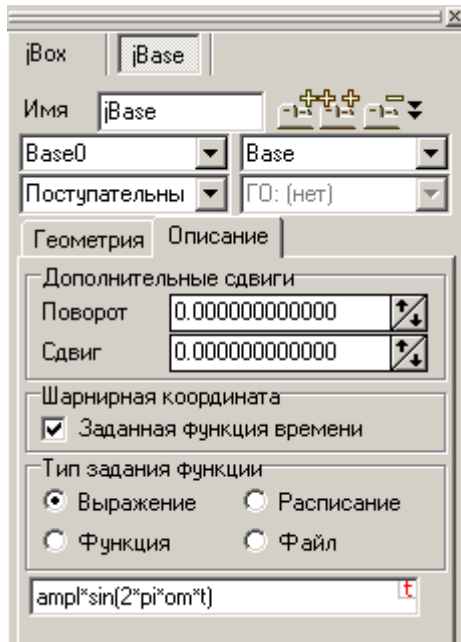 jBox jBase
Имя jBase
Base0 Base
Поступательны ГО: (нет)
Геометрия Описание
Дополнительные сдвиги
Поворот 0.000000000000
Сдвиг 0.000000000000
Шарнирная координата
Заданная функция времени
Тип задания функции
Выражение Расписание
Функция Файл
ampl*sin(2*pi*om*t) t